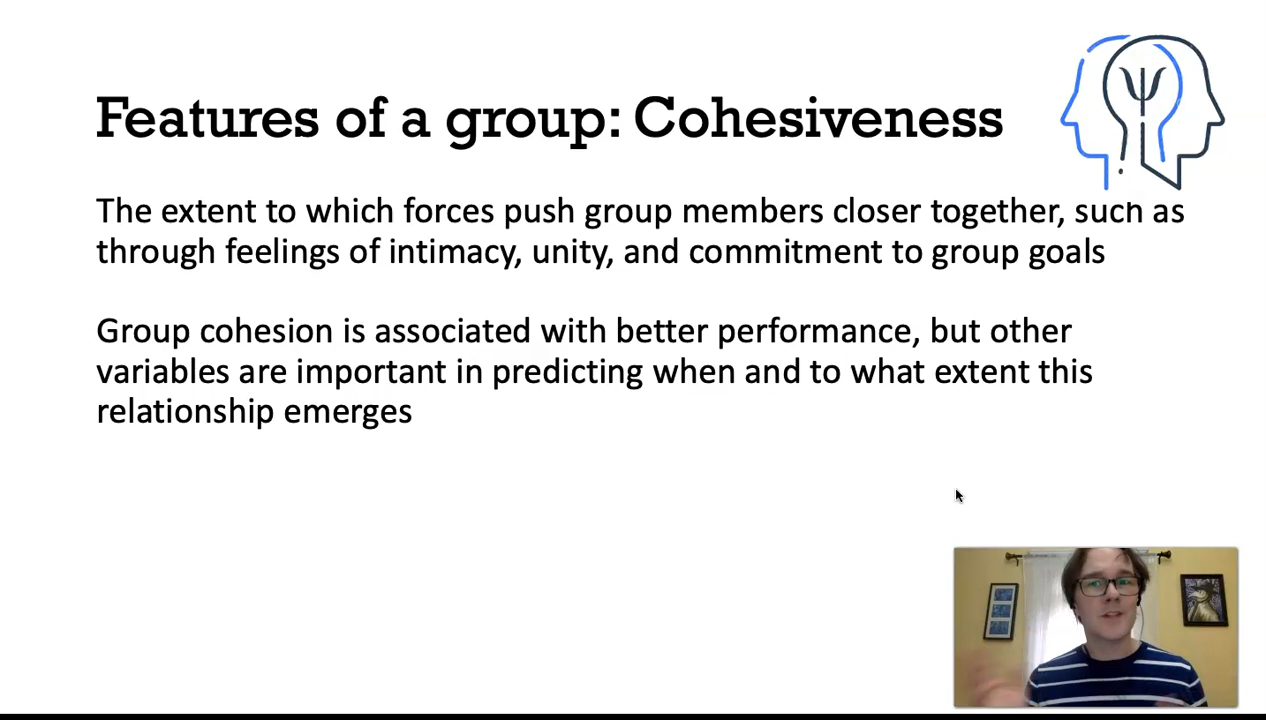 Features of a group: Cohesiveness
The extent to which forces push group members closer together, such as
through feelings of intimacy, unity, and commitment to group goals
Group cohesion is associated with better performance, but other
variables are important in predicting when and to what extent this
relationship emerges